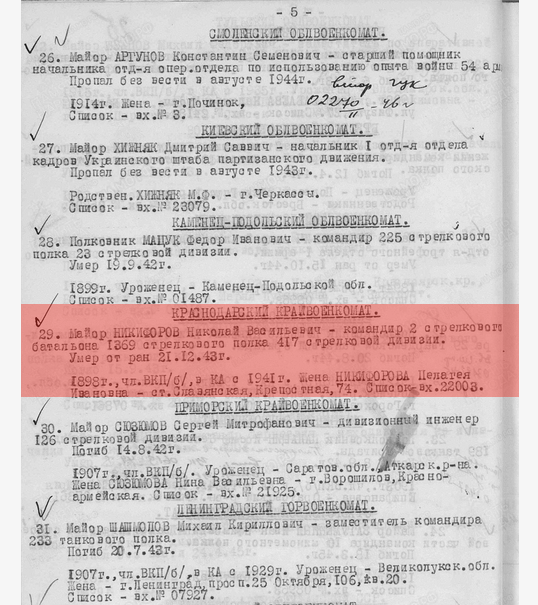 - 5 -
СМОЛЕНСКИЙ ОБЛВОЕНКОМАТ.
26. Майор АРГУНОВ Константин Семенович - старший помощник
начальника отд-я опер.отдела по использованию опыта войны 54 арм
Пропал без вести в августе 1944г.
1914г. Жена - г.Починок,
Список - вх.№ 3.
КИЕВСКИЙ ОБЛВОЕНКОМАТ.
27. Майор ХИЖНЯК Дмитрий Саввич - начальник I отд-я отдела
кадров Украинского штаба партизанского движения.
Пропал без вести в августе 1943г.
Родствен.ХИЖНЯК М.Ф. - г.Черкассы.
Список - вх.№ 23079.
КАМЕНЕЦ-ПОДОЛЬСКИЙ ОБЛВОЕНКОМАТ.
28. Полковник МАЦУК Федор Иванович - командир 225 стрелкового
полка 23 стрелковой дивизии.
Умер 19.9.42г.
1899г. Уроженец - Каменец-Подольской обл.
Список - вх.№ 01487.
КРАСНОДАРСКИЙ КРАЙВОЕНКОМАТ.
29. Майор НИКИФОРОВ Николай Васильевич - командир 2 стрелкового
батальона 1369 стрелкового полка 417 стрелковой дивизии.
Умер от ран 21.12.43г.
1898г.,чл.ВКП/б/,в КА с 1941г. Жена НИКИФОРОВА Пелагея
Ивановна - ст.Славянская,Крепостная,74. Список-вх.22003.
ПРИМОРСКИЙ КРАЙВОЕНКОМАТ.
30. Майор СЮЗЮМОВ Сергей Митрофанович - дивизионный инженер
126 стрелковой дивизии.
Погиб 14.8.42г.
1907г.,чл.ВКП/б/. Уроженец - Саратов.обл.,Аткарск.р-на.
Жена СЮЗЮМОВА Нина Васильевна - г.Ворошилов,Красно-
армейская. Список - вх.№ 21925.
ЛЕНИНГРАДСКИЙ ГОРВОЕНКОМАТ.
31. Майор ШАШМОЛОВ Михаил Кириллович - заместитель командира
233 танкового полка.
Погиб 20.7.43г.
1907г.,чл.ВКП/б/,в КА с 1929г. Уроженец - Великолукск.обл.
Жена - г.Ленинград,просп.25 Октября,106,кв.20.
Список - вх.№ 07927.